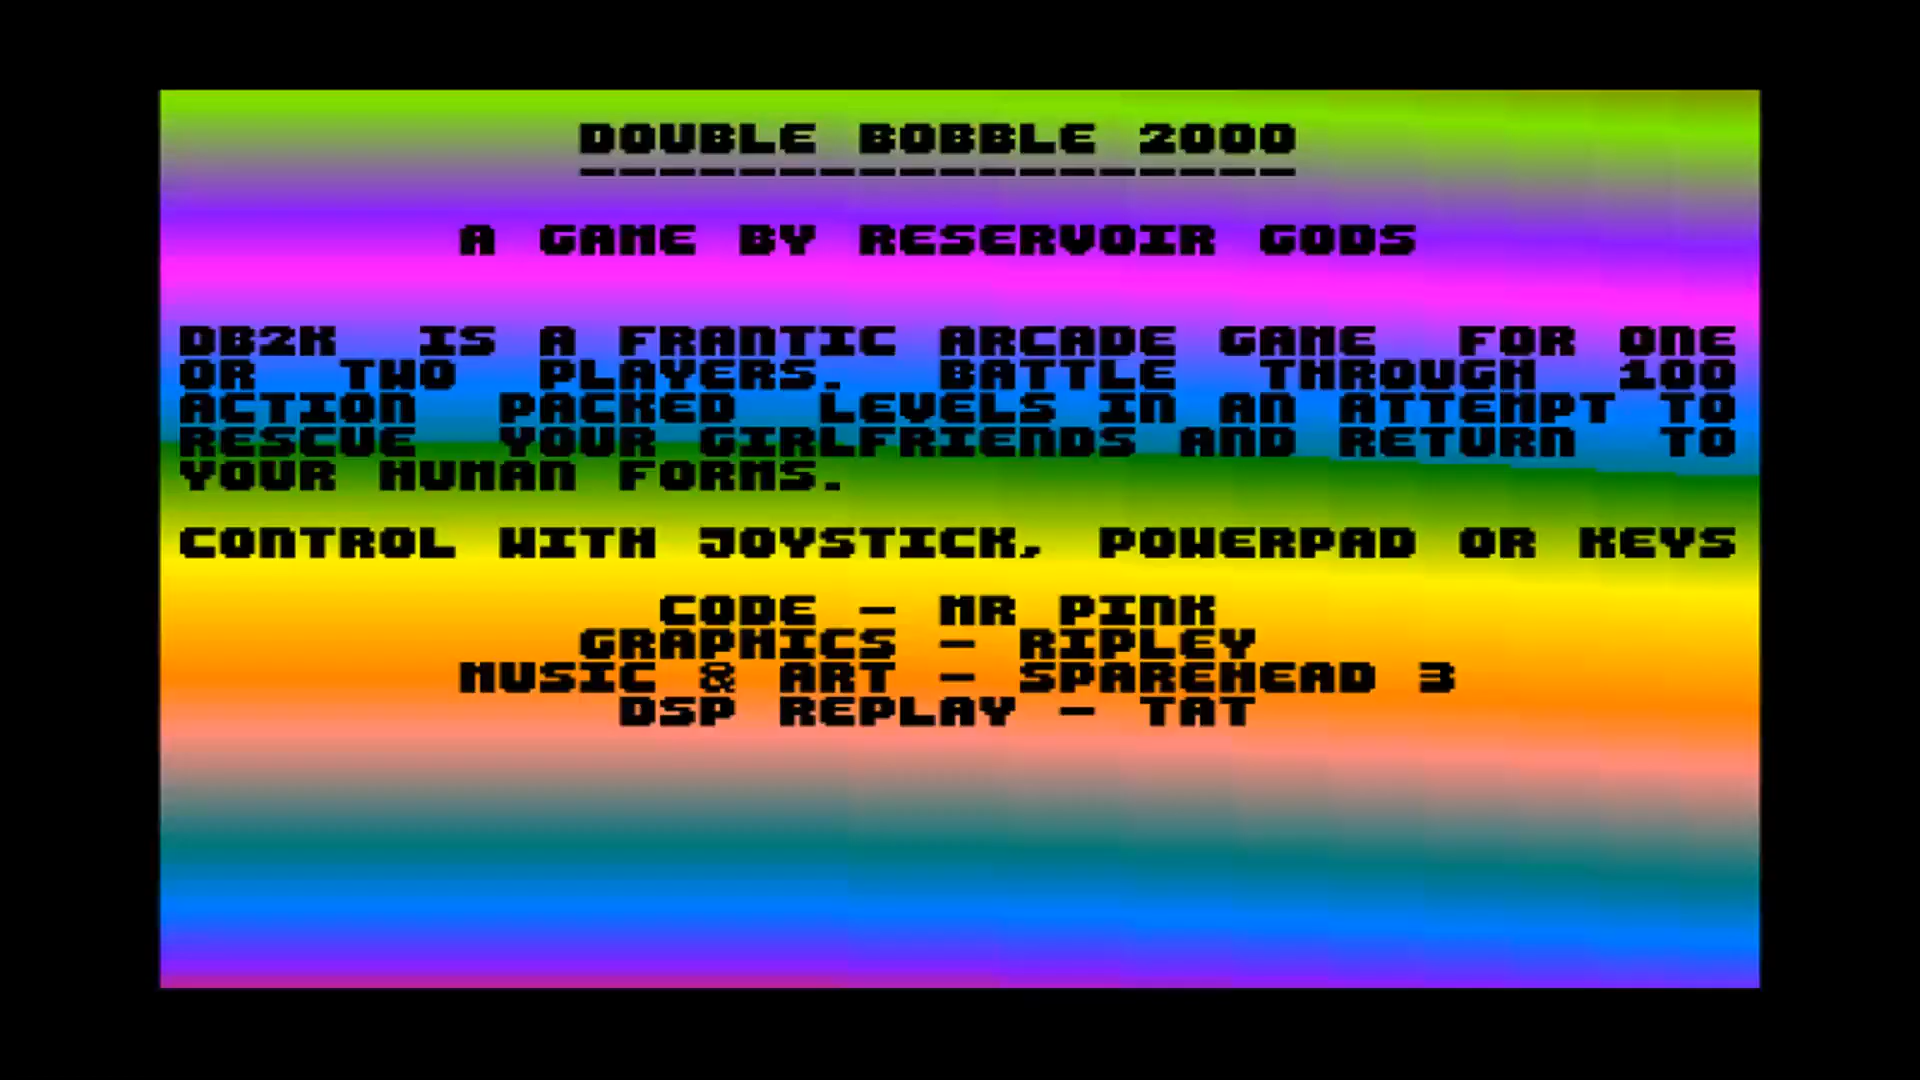 DOUBLE BOBBLE 2000
------------------
A GAME BY RESERVOIR GODS
DB2K IS A FRANTIC ARCADE GAME FOR ONE
OR TWO PLAYERS. BATTLE THROUGH 100
ACTION PACKED LEVELS IN AN ATTEMPT TO
RESCUE YOUR GIRLFRIENDS AND RETURN TO
YOUR HUMAN FORMS.
CONTROL WITH JOYSTICK, POWERPAD OR KEYS
CODE - MR PINK
GRAPHICS - RIPLEY
MUSIC & ART - SPAREHEAD 3
DSP REPLAY - TAT